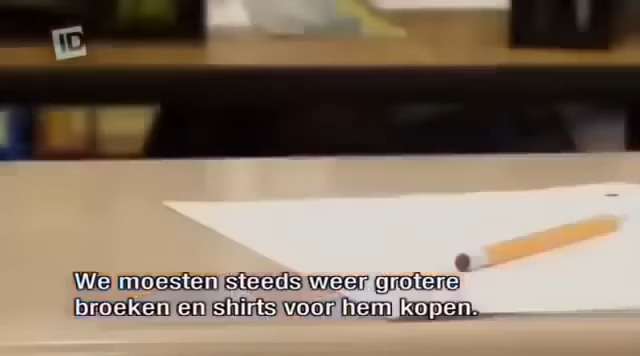 ID
We moesten steeds weer grotere
broeken en shirts voor hem kopen.